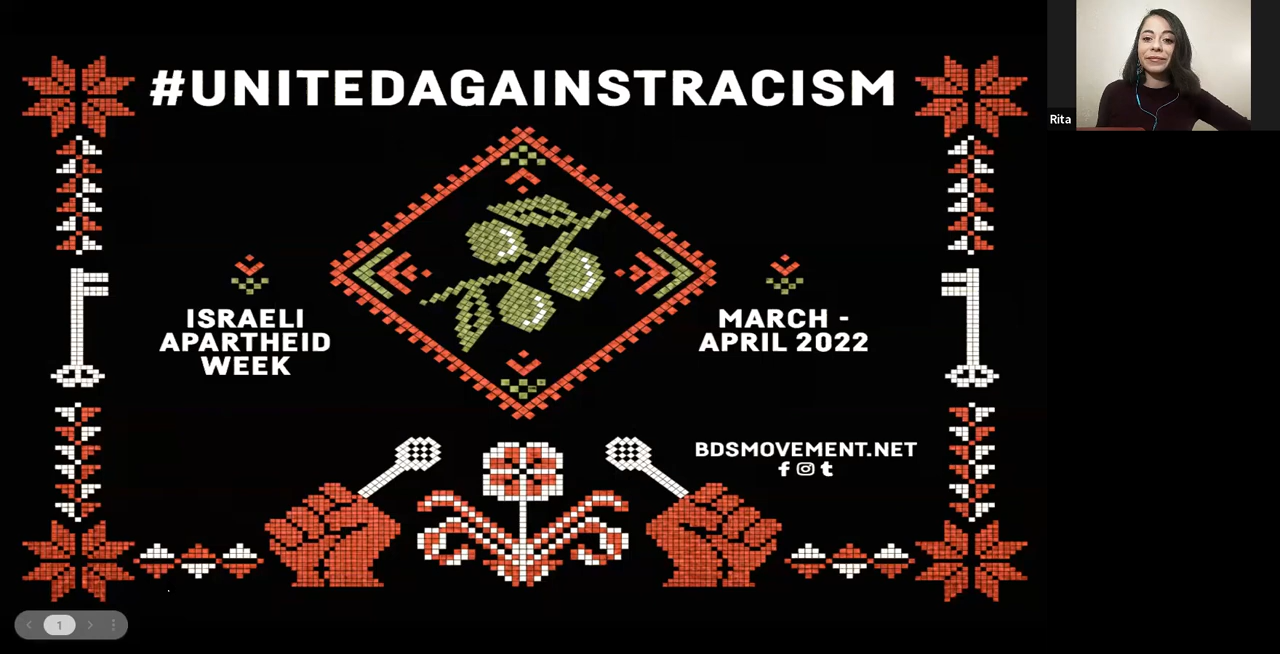 #UNITEDAGAINSTRACISM
Rita
ISRAELI
APARTHEID
WEEK
MARCH -
APRIL 2022
BDSMOVEMENT.NET
1